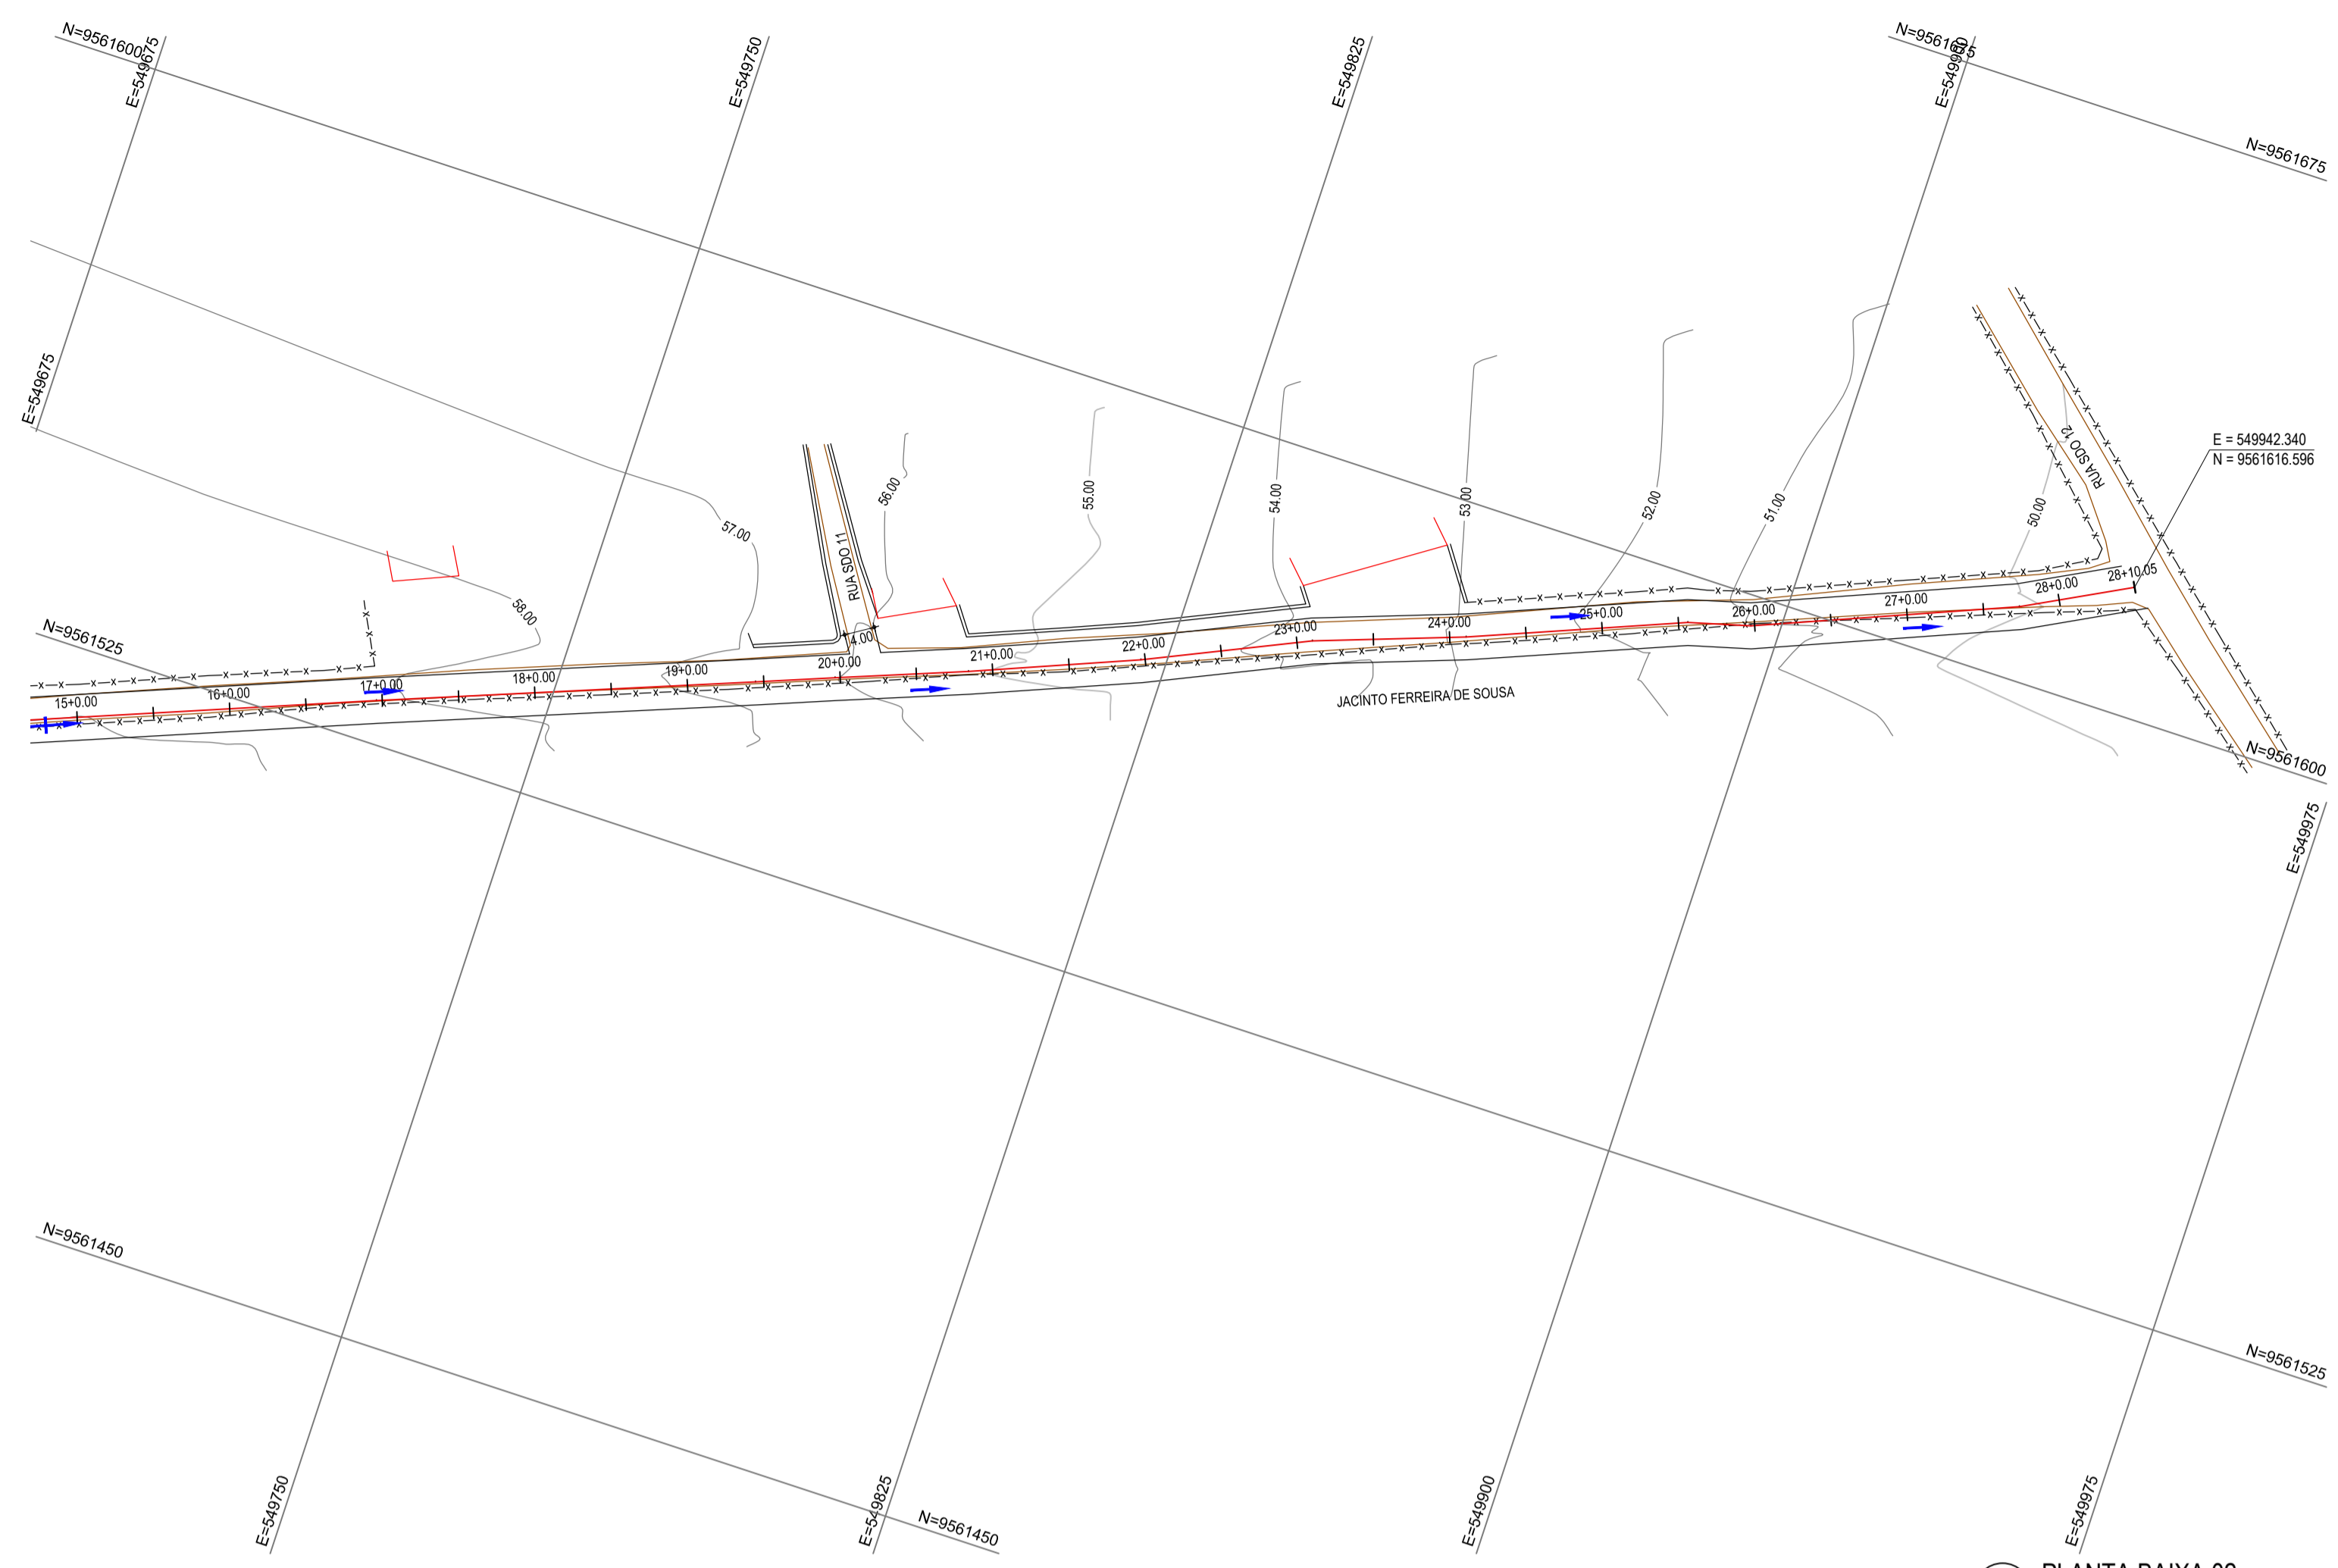 N=9561600
E=549675
E=549750
E=549825
N=9561675
E=549900
N=9561675
E=549675
RUA SDO 12
E = 549942.340
N = 9561616.596
56.00
55.00
54.00
53.00
52.00
51.00
50.00
57.00
RUA SDO 11
58.00
N=9561525
4.00
15+0.00
16+0.00
17+0.00
18+0.00
19+0.00
20+0.00
21+0.00
22+0.00
23+0.00
24+0.00
25+0.00
26+0.00
27+0.00
28+0.00
28+10.05
JACINTO FERREIRA DE SOUSA
N=9561600
E=549975
N=9561450
N=9561525
E=549750
E=549825
N=9561450
E=549900
E=549975